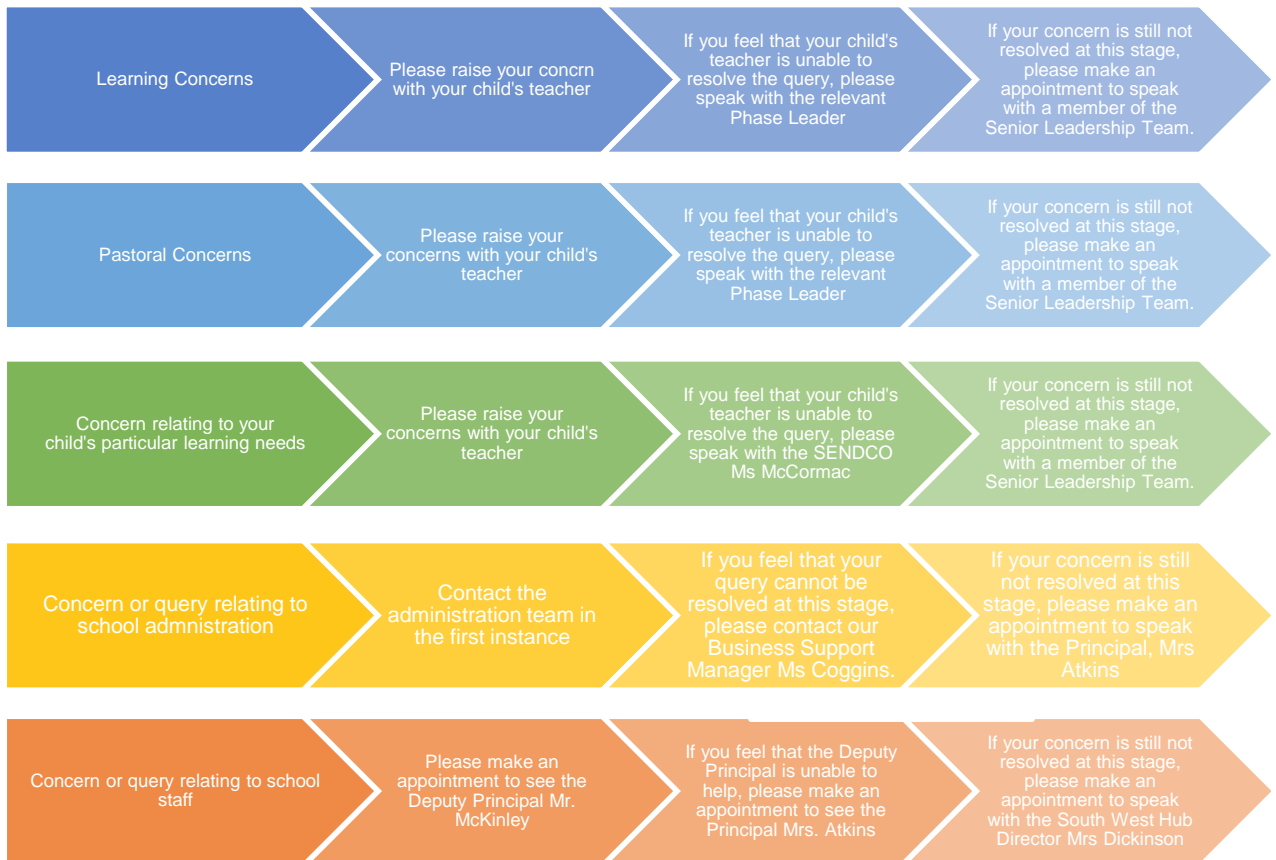 Learning Concerns
Please raise your concrn
with your child's teacher
If you feel that your child's
teacher is unable to
resolve the query, please
speak with the relevant
Phase Leader
If your concern is still not
resolved at this stage,
please make an
appointment to speak
with a member of the
Senior Leadership Team.
Pastoral Concerns
Please raise your
concerns with your child's
teacher
If you feel that your child's
teacher is unable to
resolve the query, please
speak with the relevant
Phase Leader
If your concern is still not
resolved at this stage,
please make an
appointment to speak
with a member of the
Senior Leadership Team.
Concern relating to your
child's particular learning needs
Please raise your
concerns with your child's
teacher
If you feel that your child's
teacher is unable to
resolve the query, please
speak with the SENDCO
Ms McCormac
If your concern is still not
resolved at this stage,
please make an
appointment to speak
with a member of the
Senior Leadership Team.
Concern or query relating to
school admnistration
Contact the
administration team in
the first instance
If you feel that your
query cannot be
resolved at this stage,
please contact our
Business Support
Manager Ms Coggins.
If your concern is still
not resolved at this
stage, please make an
appointment to speak
with the Principal, Mrs
Atkins
Concern or query relating to school
staff
Please make an
appointment to see the
Deputy Principal Mr.
McKinley
If you feel that the Deputy
Principal is unable to
help, please make an
appointment to see the
Principal Mrs. Atkins
If your concern is still not
resolved at this stage,
please make an
appointment to speak
with the South West Hub
Director Mrs Dickinson